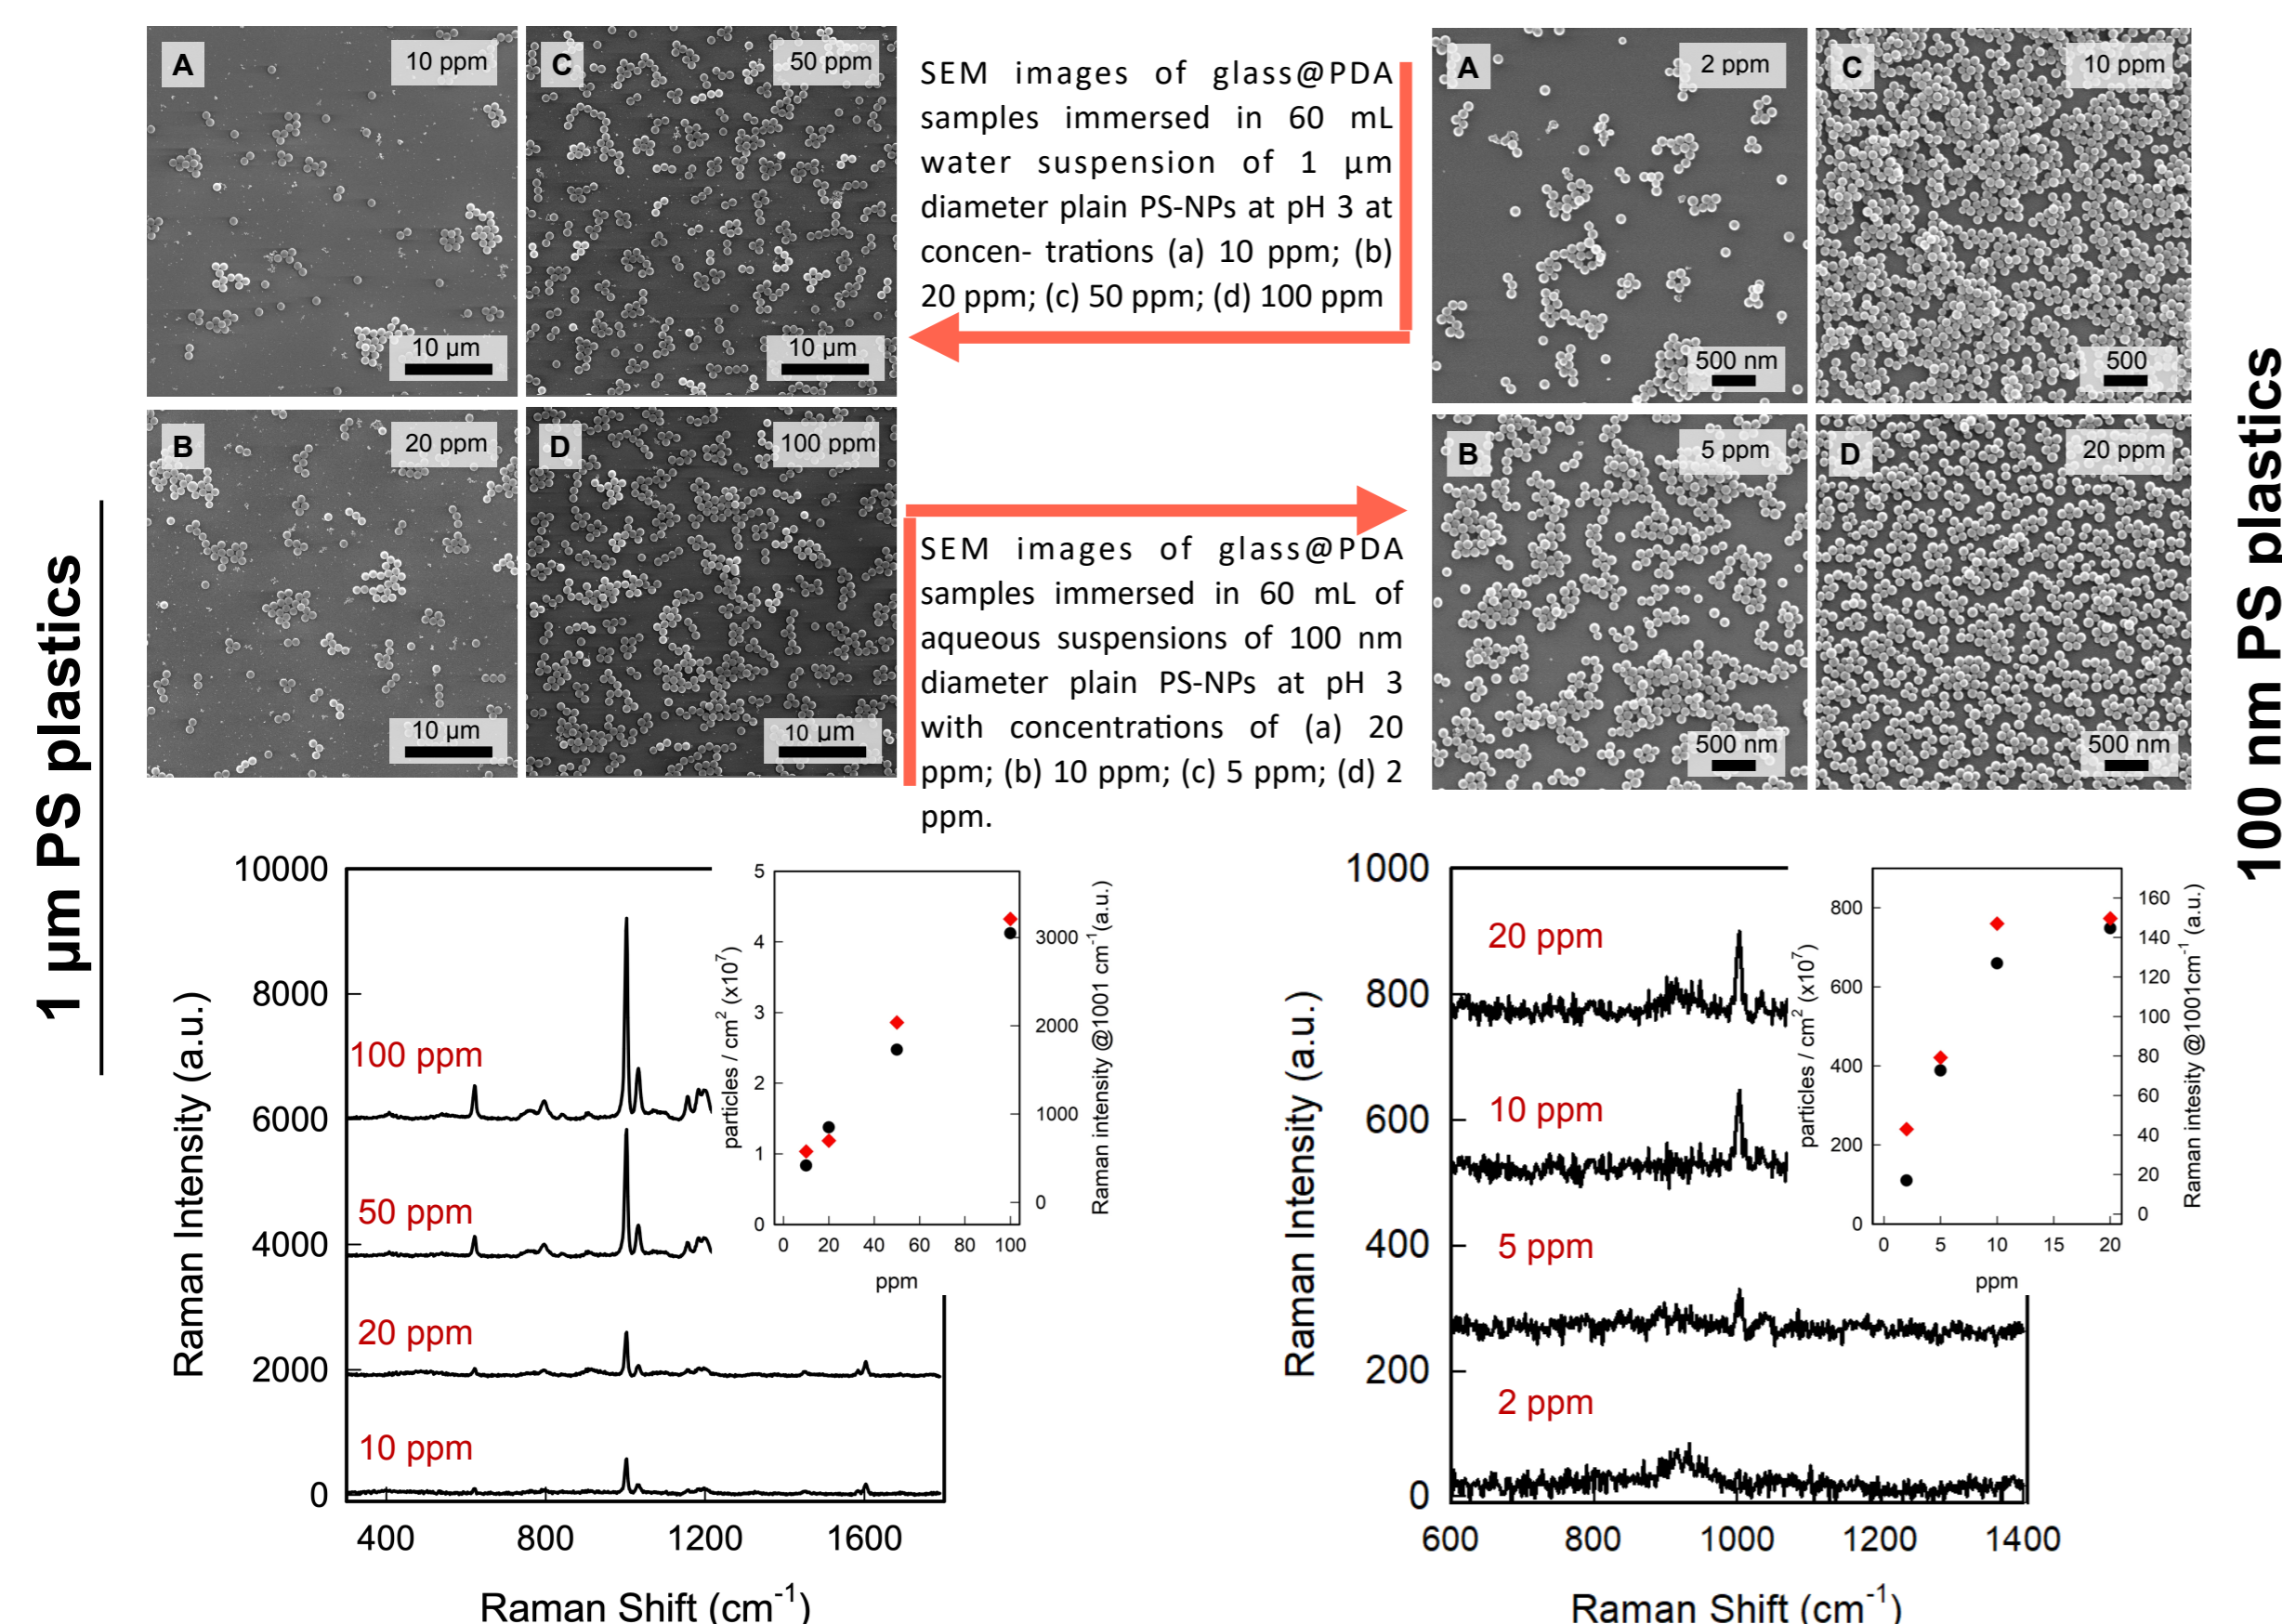 1 µm PS plastics
A
10 ppm
10 µm
C
50 ppm
10 µm
B
20 ppm
10 µm
D
100 ppm
10 µm
SEM images of glass@PDA
samples immersed in 60 mL
water suspension of 1 µm
diameter plain PS-NPs at pH 3 at
concen- trations (a) 10 ppm; (b)
20 ppm; (c) 50 ppm; (d) 100 ppm
SEM images of glass@PDA
samples immersed in 60 mL of
aqueous suspensions of 100 nm
diameter plain PS-NPs at pH 3
with concentrations of (a) 20
ppm; (b) 10 ppm; (c) 5 ppm; (d) 2
ppm.
A
2 ppm
500 nm
C
10 ppm
500
B
5 ppm
500 nm
D
20 ppm
500 nm
100 nm PS plastics
Raman Intensity (a.u.)
10000
8000
6000
4000
2000
0
100 ppm
50 ppm
20 ppm
10 ppm
400 800 1200 1600
Raman Shift (cm⁻¹)
particles / cm² (x10⁷)
5
4
3
2
1
0
0 20 40 60 80 100
ppm
3000
2000
1000
0
Raman intensity @1001 cm⁻¹(a.u.)
Raman Intensity (a.u.)
1000
800
600
400
200
0
20 ppm
10 ppm
5 ppm
2 ppm
600 800 1000 1200 1400
Raman Shift (cm⁻¹)
particles / cm² (x10⁷)
800
600
400
200
0
0 5 10 15 20
ppm
160
140
120
100
80
60
40
20
0
Raman intesity @1001cm⁻¹ (a.u.)